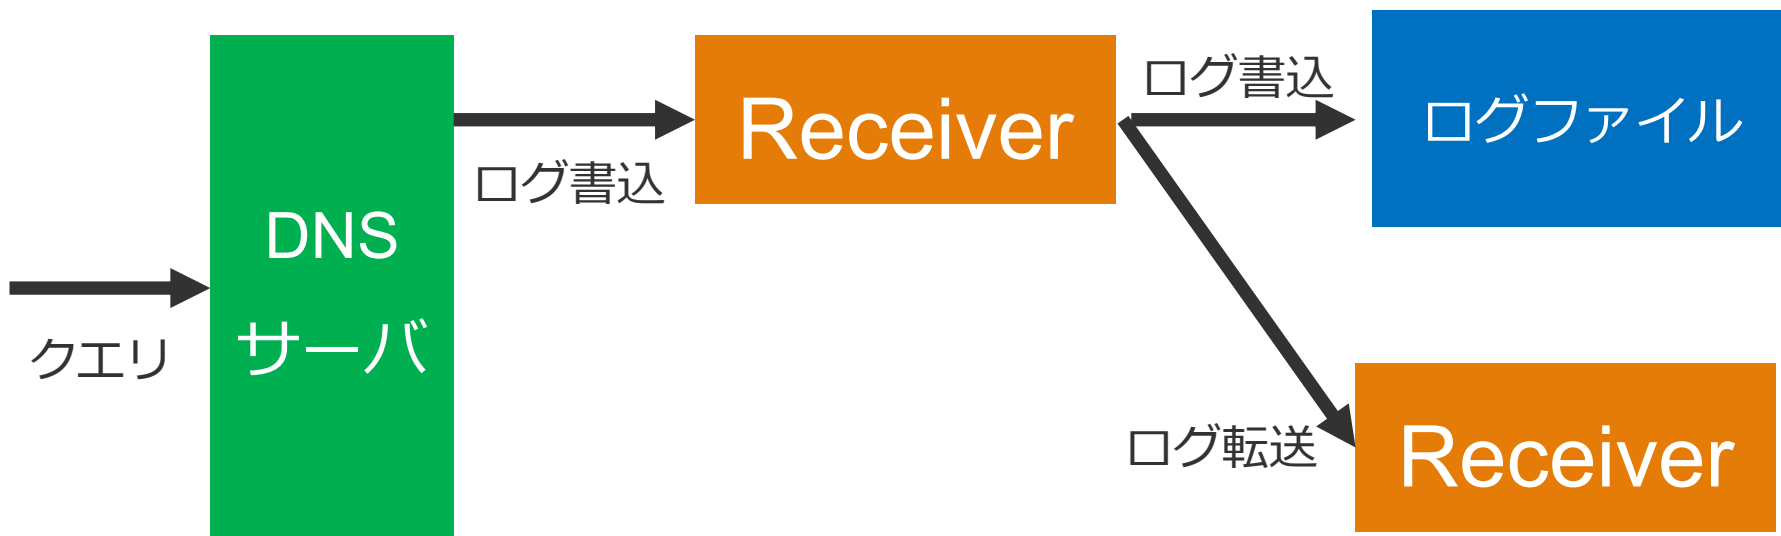 クエリ
DNS
サーバ
ログ書込
Receiver
ログ書込
ログファイル
ログ転送
Receiver